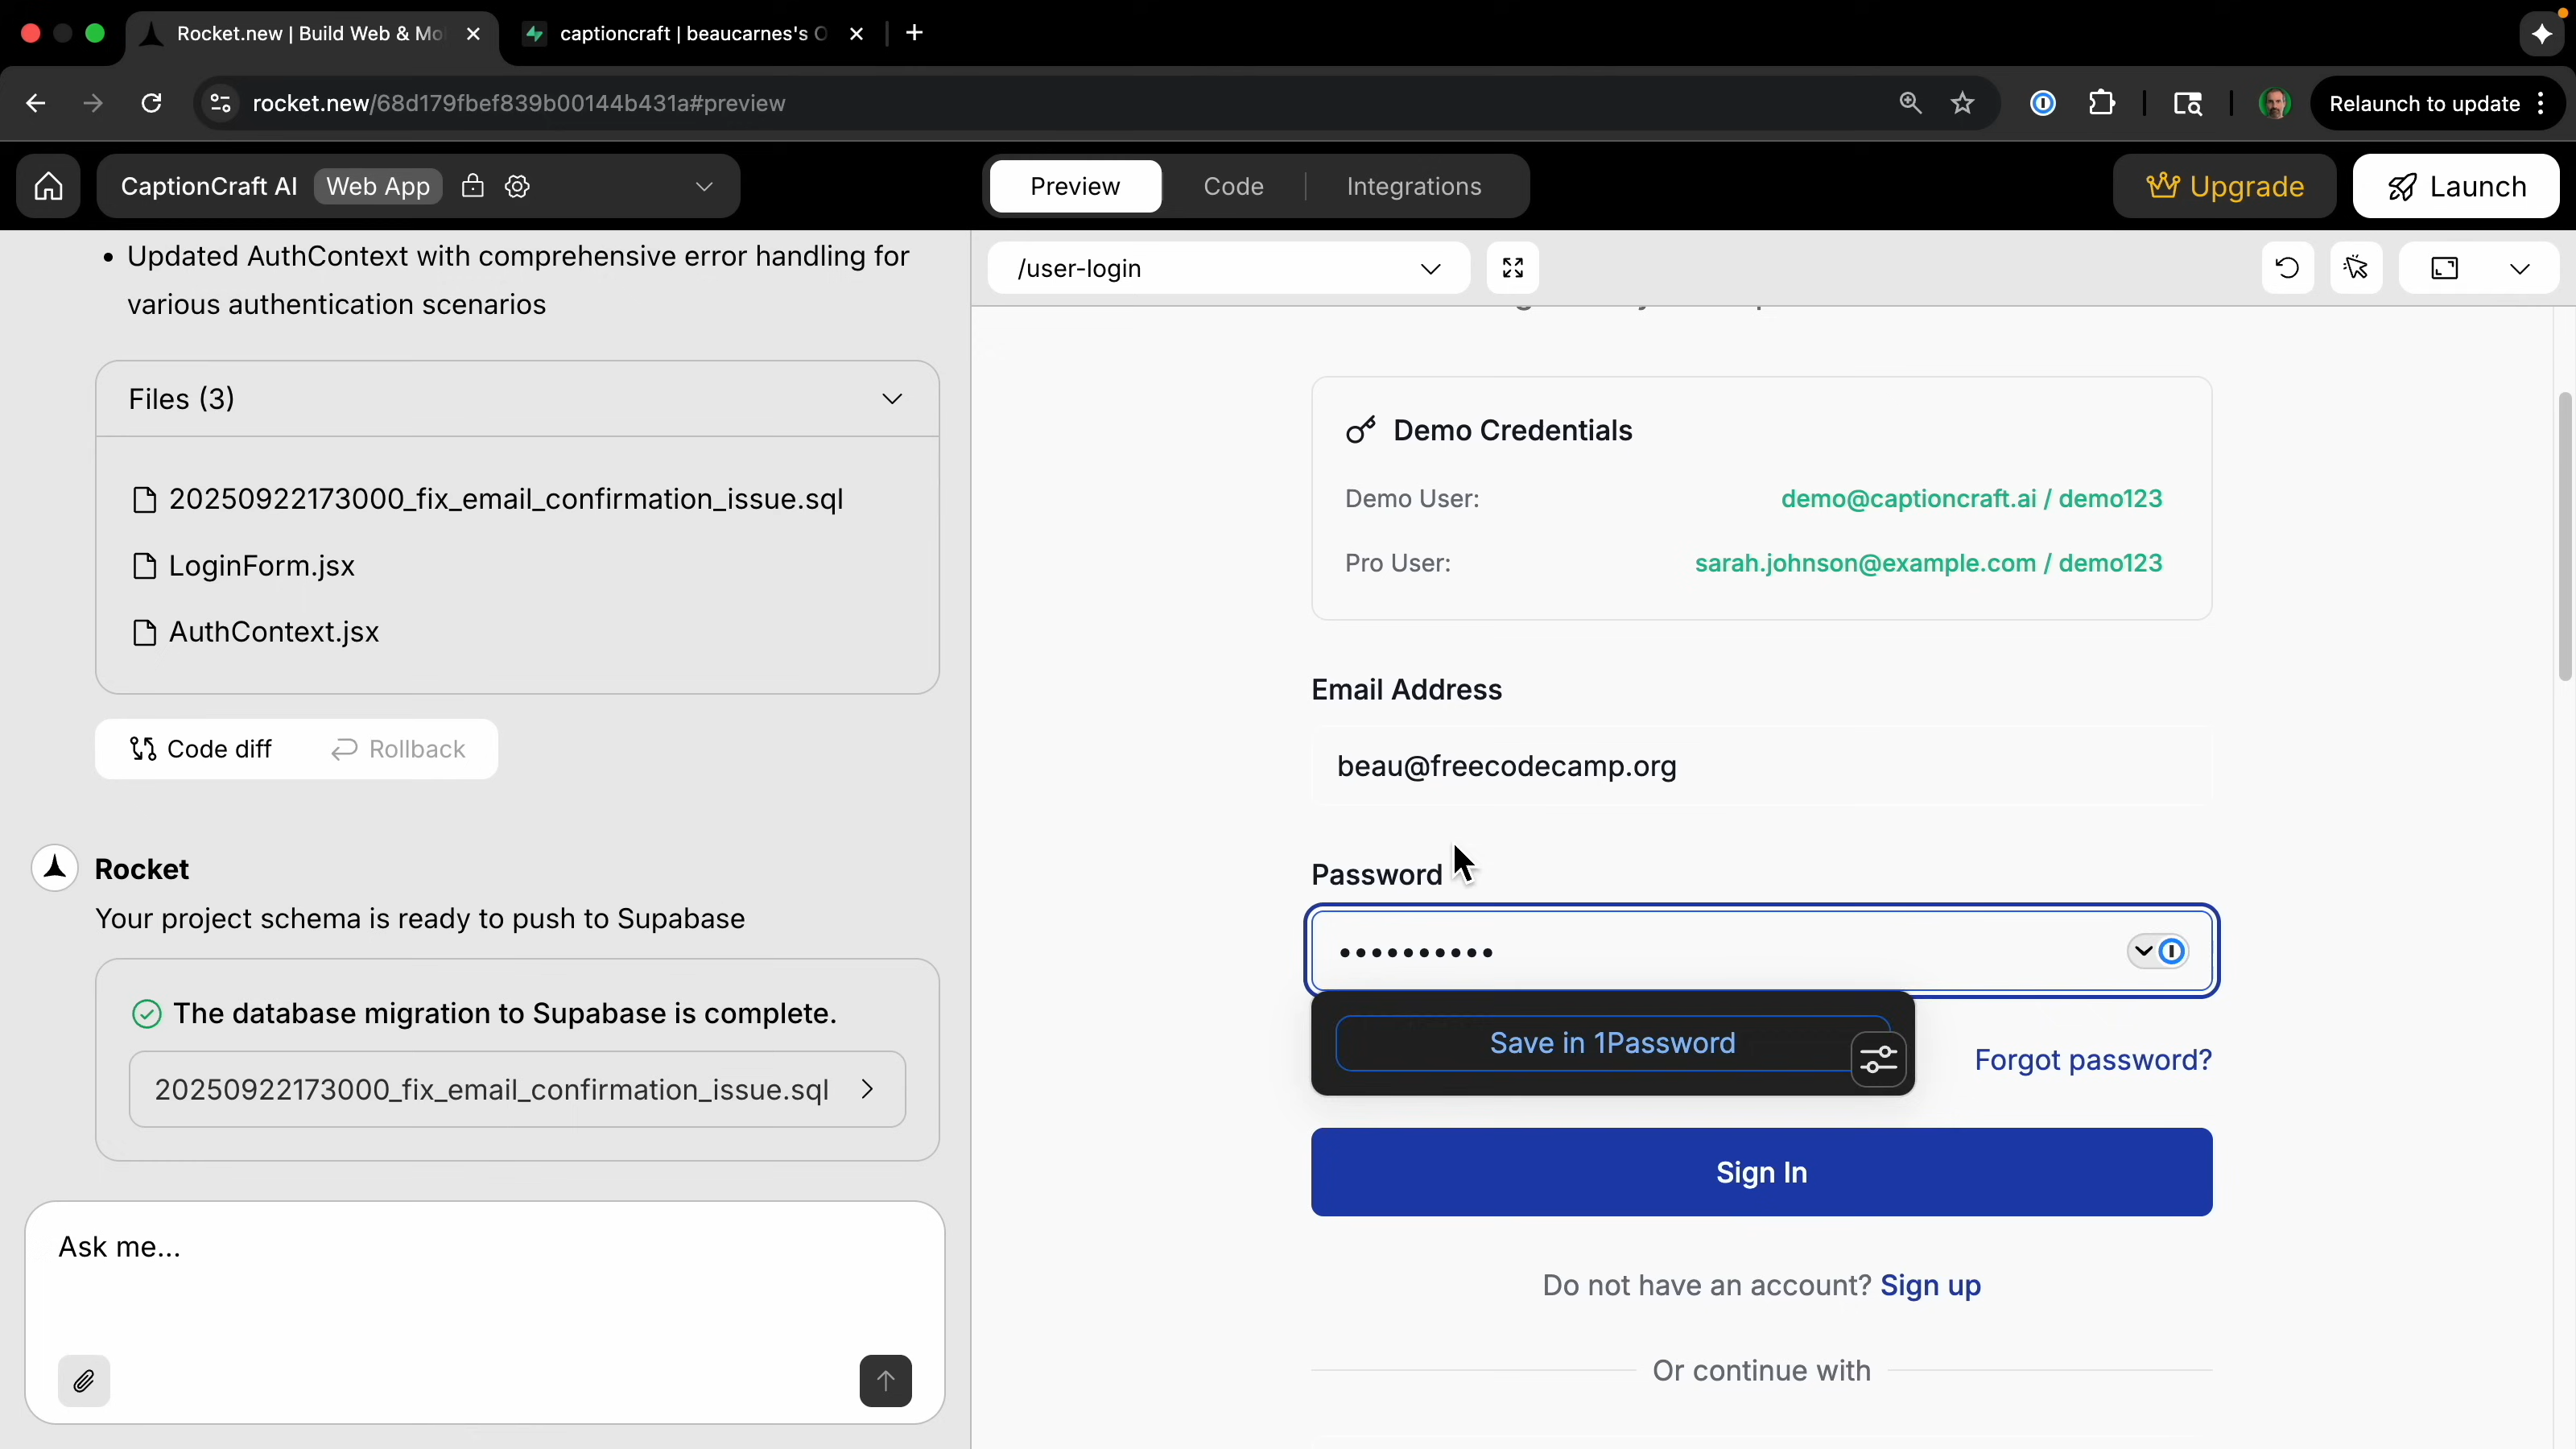 Rocket.new | Build Web & Mo
captioncraft | beaucarnes's O
rocket.new/68d179fbef839b00144b431a#preview
Relaunch to update
CaptionCraft AI
Web App
Preview
Code
Integrations
Upgrade
Launch
• Updated AuthContext with comprehensive error handling for
various authentication scenarios
Files (3)
20250922173000_fix_email_confirmation_issue.sql
LoginForm.jsx
AuthContext.jsx
Code diff
Rollback
Rocket
Your project schema is ready to push to Supabase
The database migration to Supabase is complete.
20250922173000_fix_email_confirmation_issue.sql
Ask me...
/user-login
Demo Credentials
Demo User: demo@captioncraft.ai / demo123
Pro User: sarah.johnson@example.com / demo123
Email Address
beau@freecodecamp.org
Password
••••••••••
Save in 1Password
Forgot password?
Sign In
Do not have an account? Sign up
Or continue with